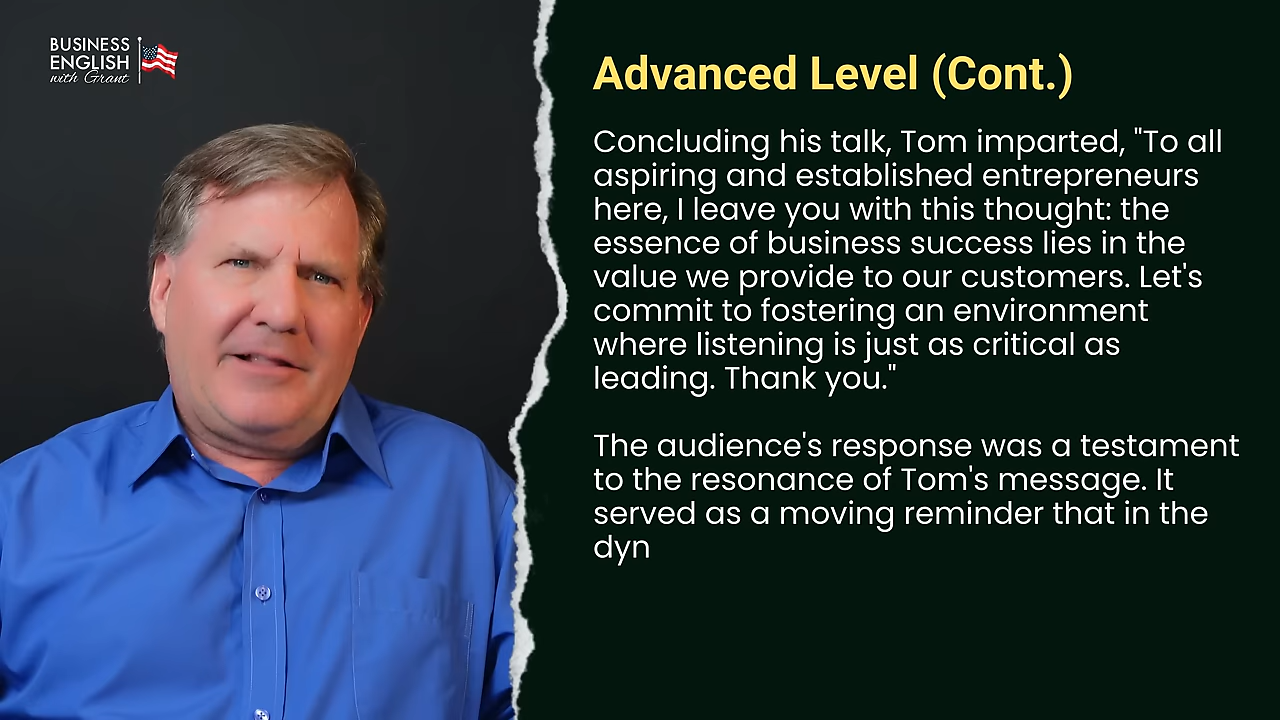 BUSINESS
ENGLISH
with Grant
Advanced Level (Cont.)
Concluding his talk, Tom imparted, "To all
aspiring and established entrepreneurs
here, I leave you with this thought: the
essence of business success lies in the
value we provide to our customers. Let's
commit to fostering an environment
where listening is just as critical as
leading. Thank you."
The audience's response was a testament
to the resonance of Tom's message. It
served as a moving reminder that in the
dyn